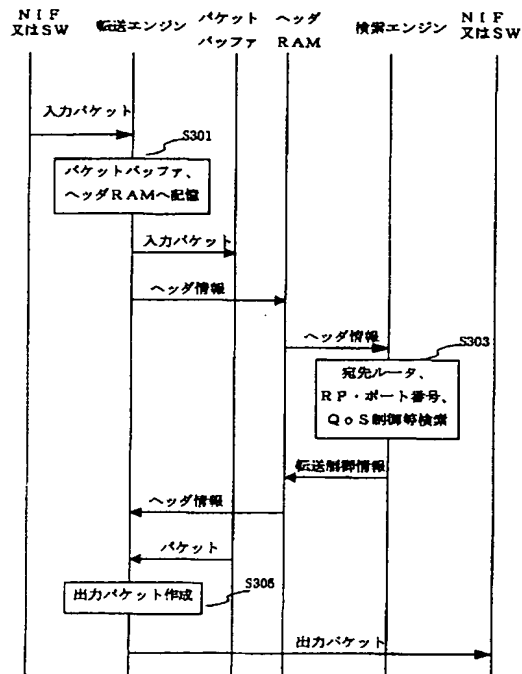 NIF
又はSW
転送エンジン
パケット
バッファ
ヘッダ
RAM
検索エンジン
NIF
又はSW
入力パケット
S301
パケットバッファ、
ヘッダRAMへ記憶
入力パケット
ヘッダ情報
ヘッダ情報
S303
宛先ルータ、
RP・ポート番号、
QoS制御等検索
転送制御情報
ヘッダ情報
パケット
S305
出力パケット作成
出力パケット